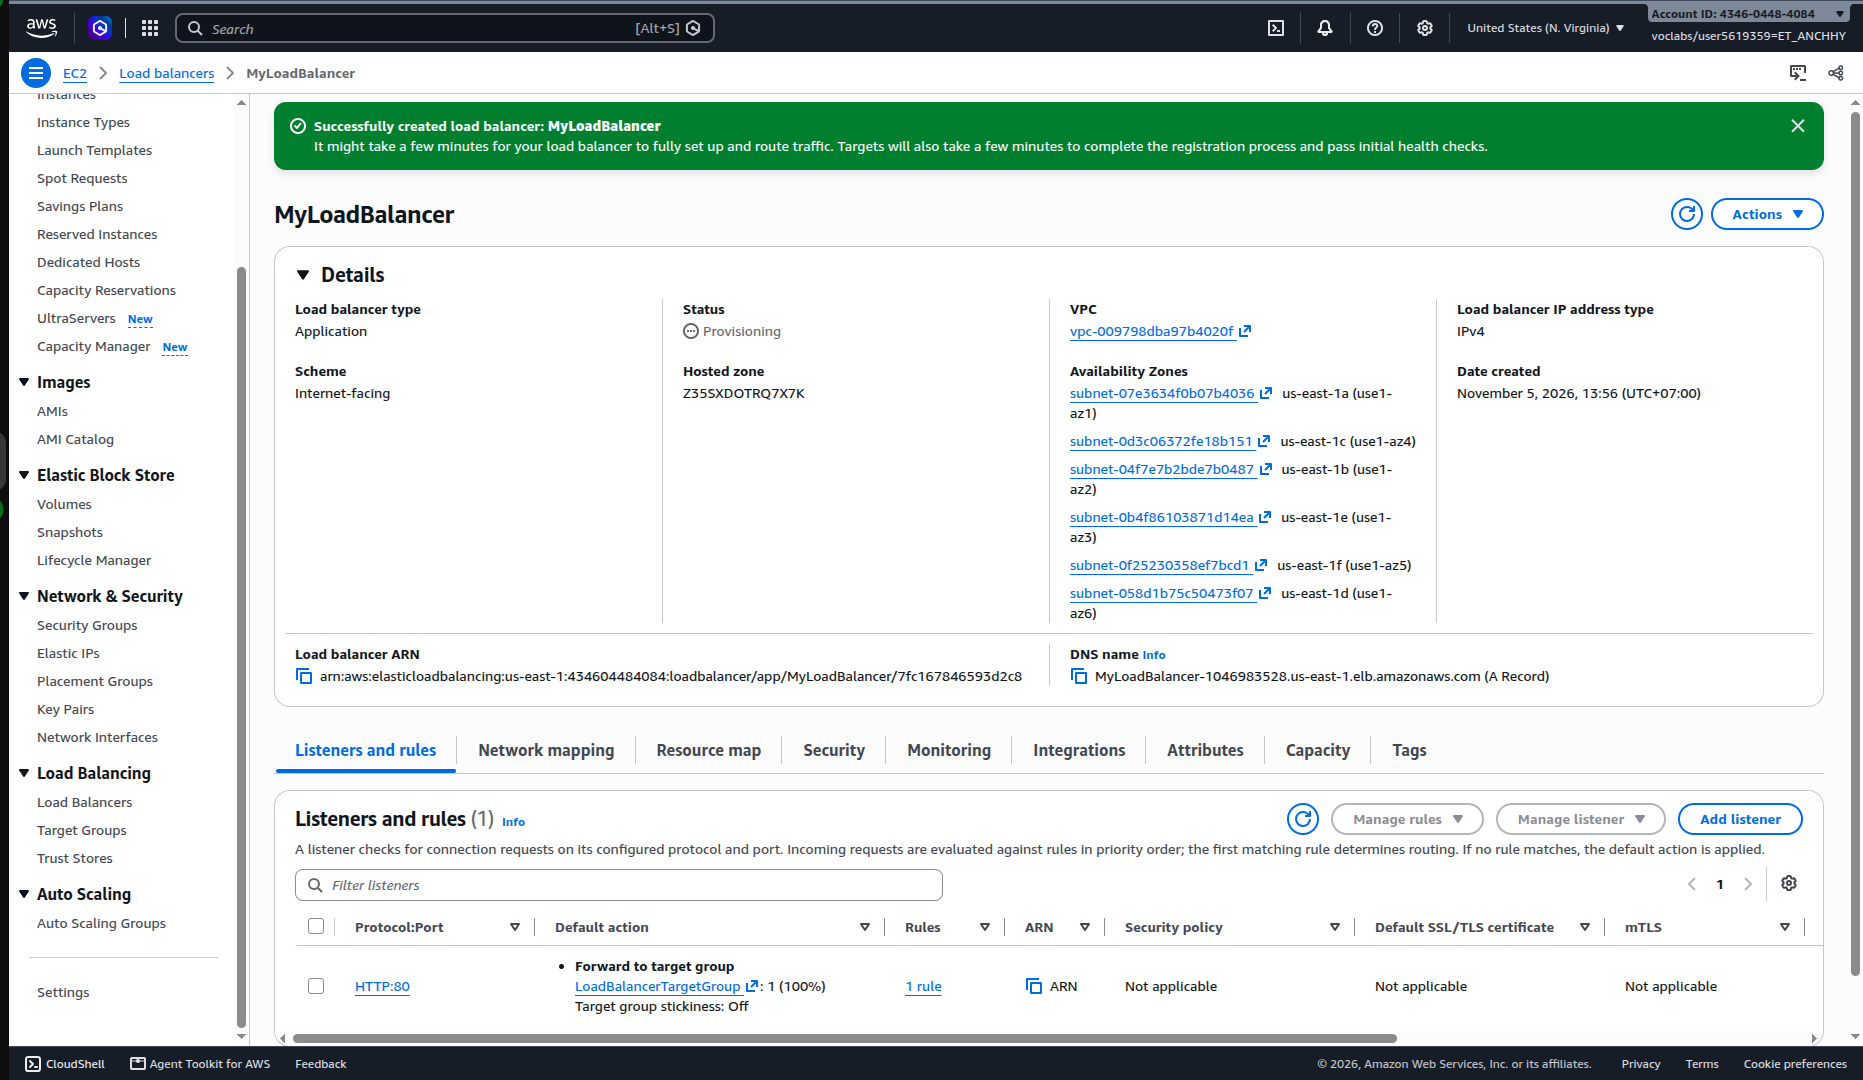 aws
Search
[Alt+S]
United States (N. Virginia)
Account ID: 4346-0448-4084
voclabs/user5619359=ET_ANCHHY
EC2
Load balancers
MyLoadBalancer
Instances
Instance Types
Launch Templates
Spot Requests
Savings Plans
Reserved Instances
Dedicated Hosts
Capacity Reservations
UltraServers New
Capacity Manager New
Images
AMIs
AMI Catalog
Elastic Block Store
Volumes
Snapshots
Lifecycle Manager
Network & Security
Security Groups
Elastic IPs
Placement Groups
Key Pairs
Network Interfaces
Load Balancing
Load Balancers
Target Groups
Trust Stores
Auto Scaling
Auto Scaling Groups
Settings
Successfully created load balancer: MyLoadBalancer
It might take a few minutes for your load balancer to fully set up and route traffic. Targets will also take a few minutes to complete the registration process and pass initial health checks.
MyLoadBalancer
Actions
Details
Load balancer type
Application
Scheme
Internet-facing
Status
Provisioning
Hosted zone
Z35SXDOTRQ7X7K
VPC
vpc-009798dba97b4020f
Availability Zones
subnet-07e3634f0b07b4036 us-east-1a (use1-
az1)
subnet-0d3c06372fe18b151 us-east-1c (use1-az4)
subnet-04f7e7b2bde7b0487 us-east-1b (use1-
az2)
subnet-0b4f86103871d14ea us-east-1e (use1-
az3)
subnet-0f25230358ef7bcd1 us-east-1f (use1-az5)
subnet-058d1b75c50473f07 us-east-1d (use1-
az6)
Load balancer IP address type
IPv4
Date created
November 5, 2026, 13:56 (UTC+07:00)
Load balancer ARN
arn:aws:elasticloadbalancing:us-east-1:434604484084:loadbalancer/app/MyLoadBalancer/7fc167846593d2c8
DNS name Info
MyLoadBalancer-1046983528.us-east-1.elb.amazonaws.com (A Record)
Listeners and rules
Network mapping
Resource map
Security
Monitoring
Integrations
Attributes
Capacity
Tags
Listeners and rules (1) Info
Manage rules
Manage listener
Add listener
A listener checks for connection requests on its configured protocol and port. Incoming requests are evaluated against rules in priority order; the first matching rule determines routing. If no rule matches, the default action is applied.
Filter listeners
1
Protocol:Port
Default action
Rules
ARN
Security policy
Default SSL/TLS certificate
mTLS
HTTP:80
• Forward to target group
LoadBalancerTargetGroup : 1 (100%)
Target group stickiness: Off
1 rule
ARN
Not applicable
Not applicable
Not applicable
CloudShell
Agent Toolkit for AWS
Feedback
© 2026, Amazon Web Services, Inc. or its affiliates.
Privacy
Terms
Cookie preferences